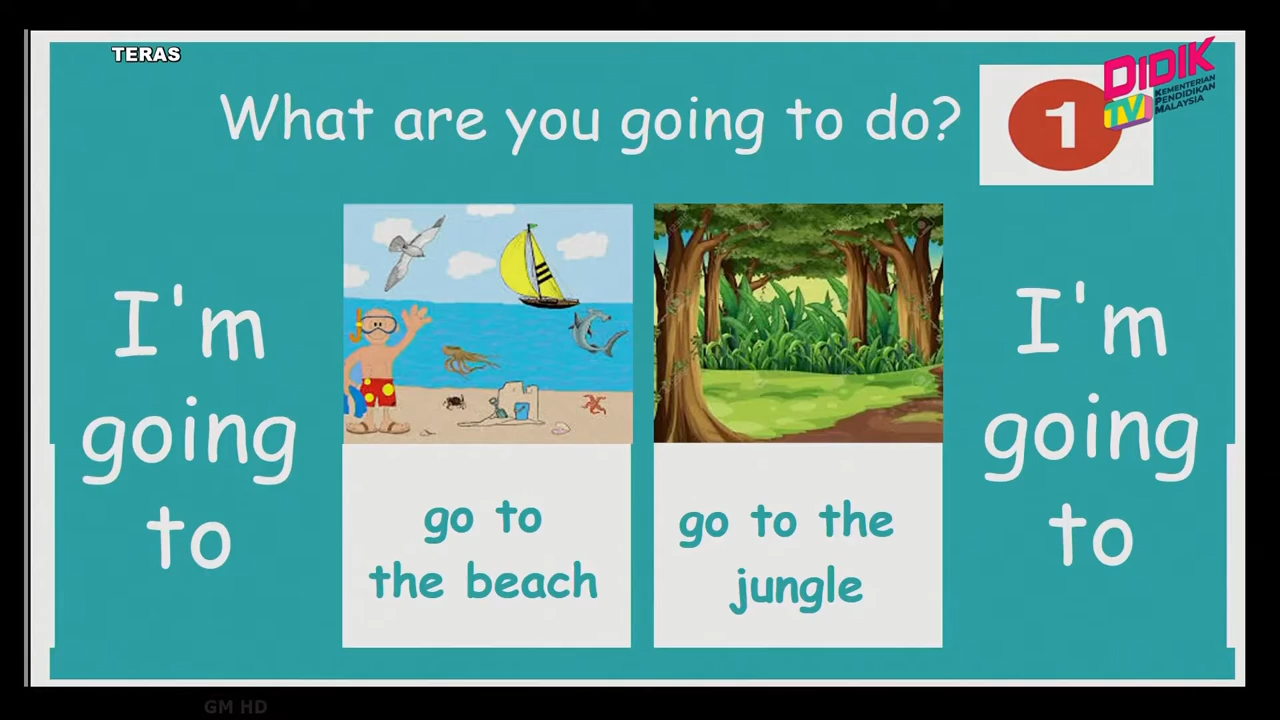 TERAS
What are you going to do?
1
DIDIK
TV
KEMENTERIAN
PENDIDIKAN
MALAYSIA
I'm
going
to
go to
the beach
go to the
jungle
I'm
going
to
GM HD